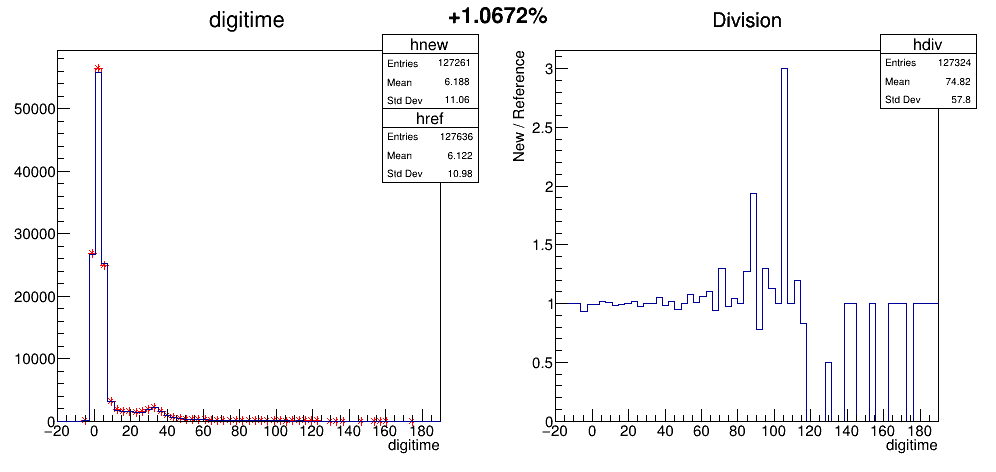 +1.0672%
digitime
hnew
Entries 127261
Mean 6.188
Std Dev 11.06
href
Entries 127636
Mean 6.122
Std Dev 10.98
50000
40000
30000
20000
10000
0
−20 0 20 40 60 80 100 120 140 160 180
digitime
Division
hdiv
Entries 127324
Mean 74.82
Std Dev 57.8
New / Reference
3
2.5
2
1.5
1
0.5
0
−20 0 20 40 60 80 100 120 140 160 180
digitime